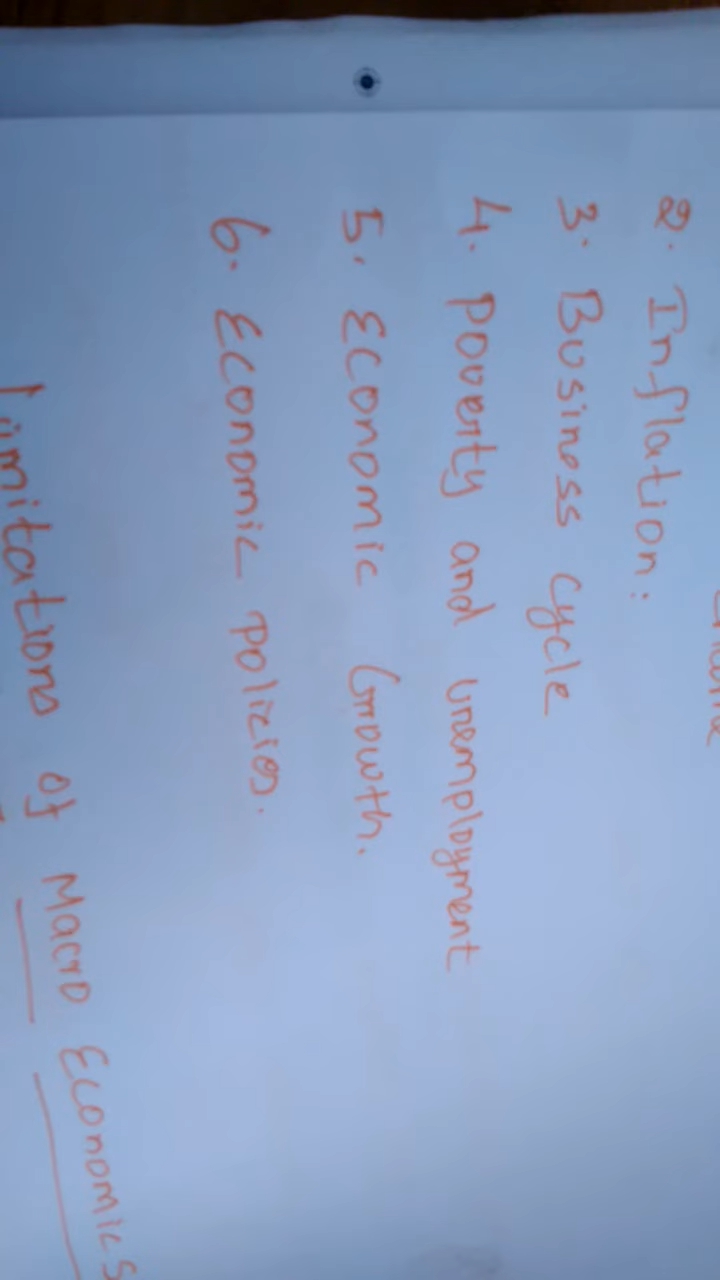 2. Inflation:
3. Business cycle
4. Poverty and unemployment
5. Economic Growth.
6. Economic policies.
Limitations of Macro Economics